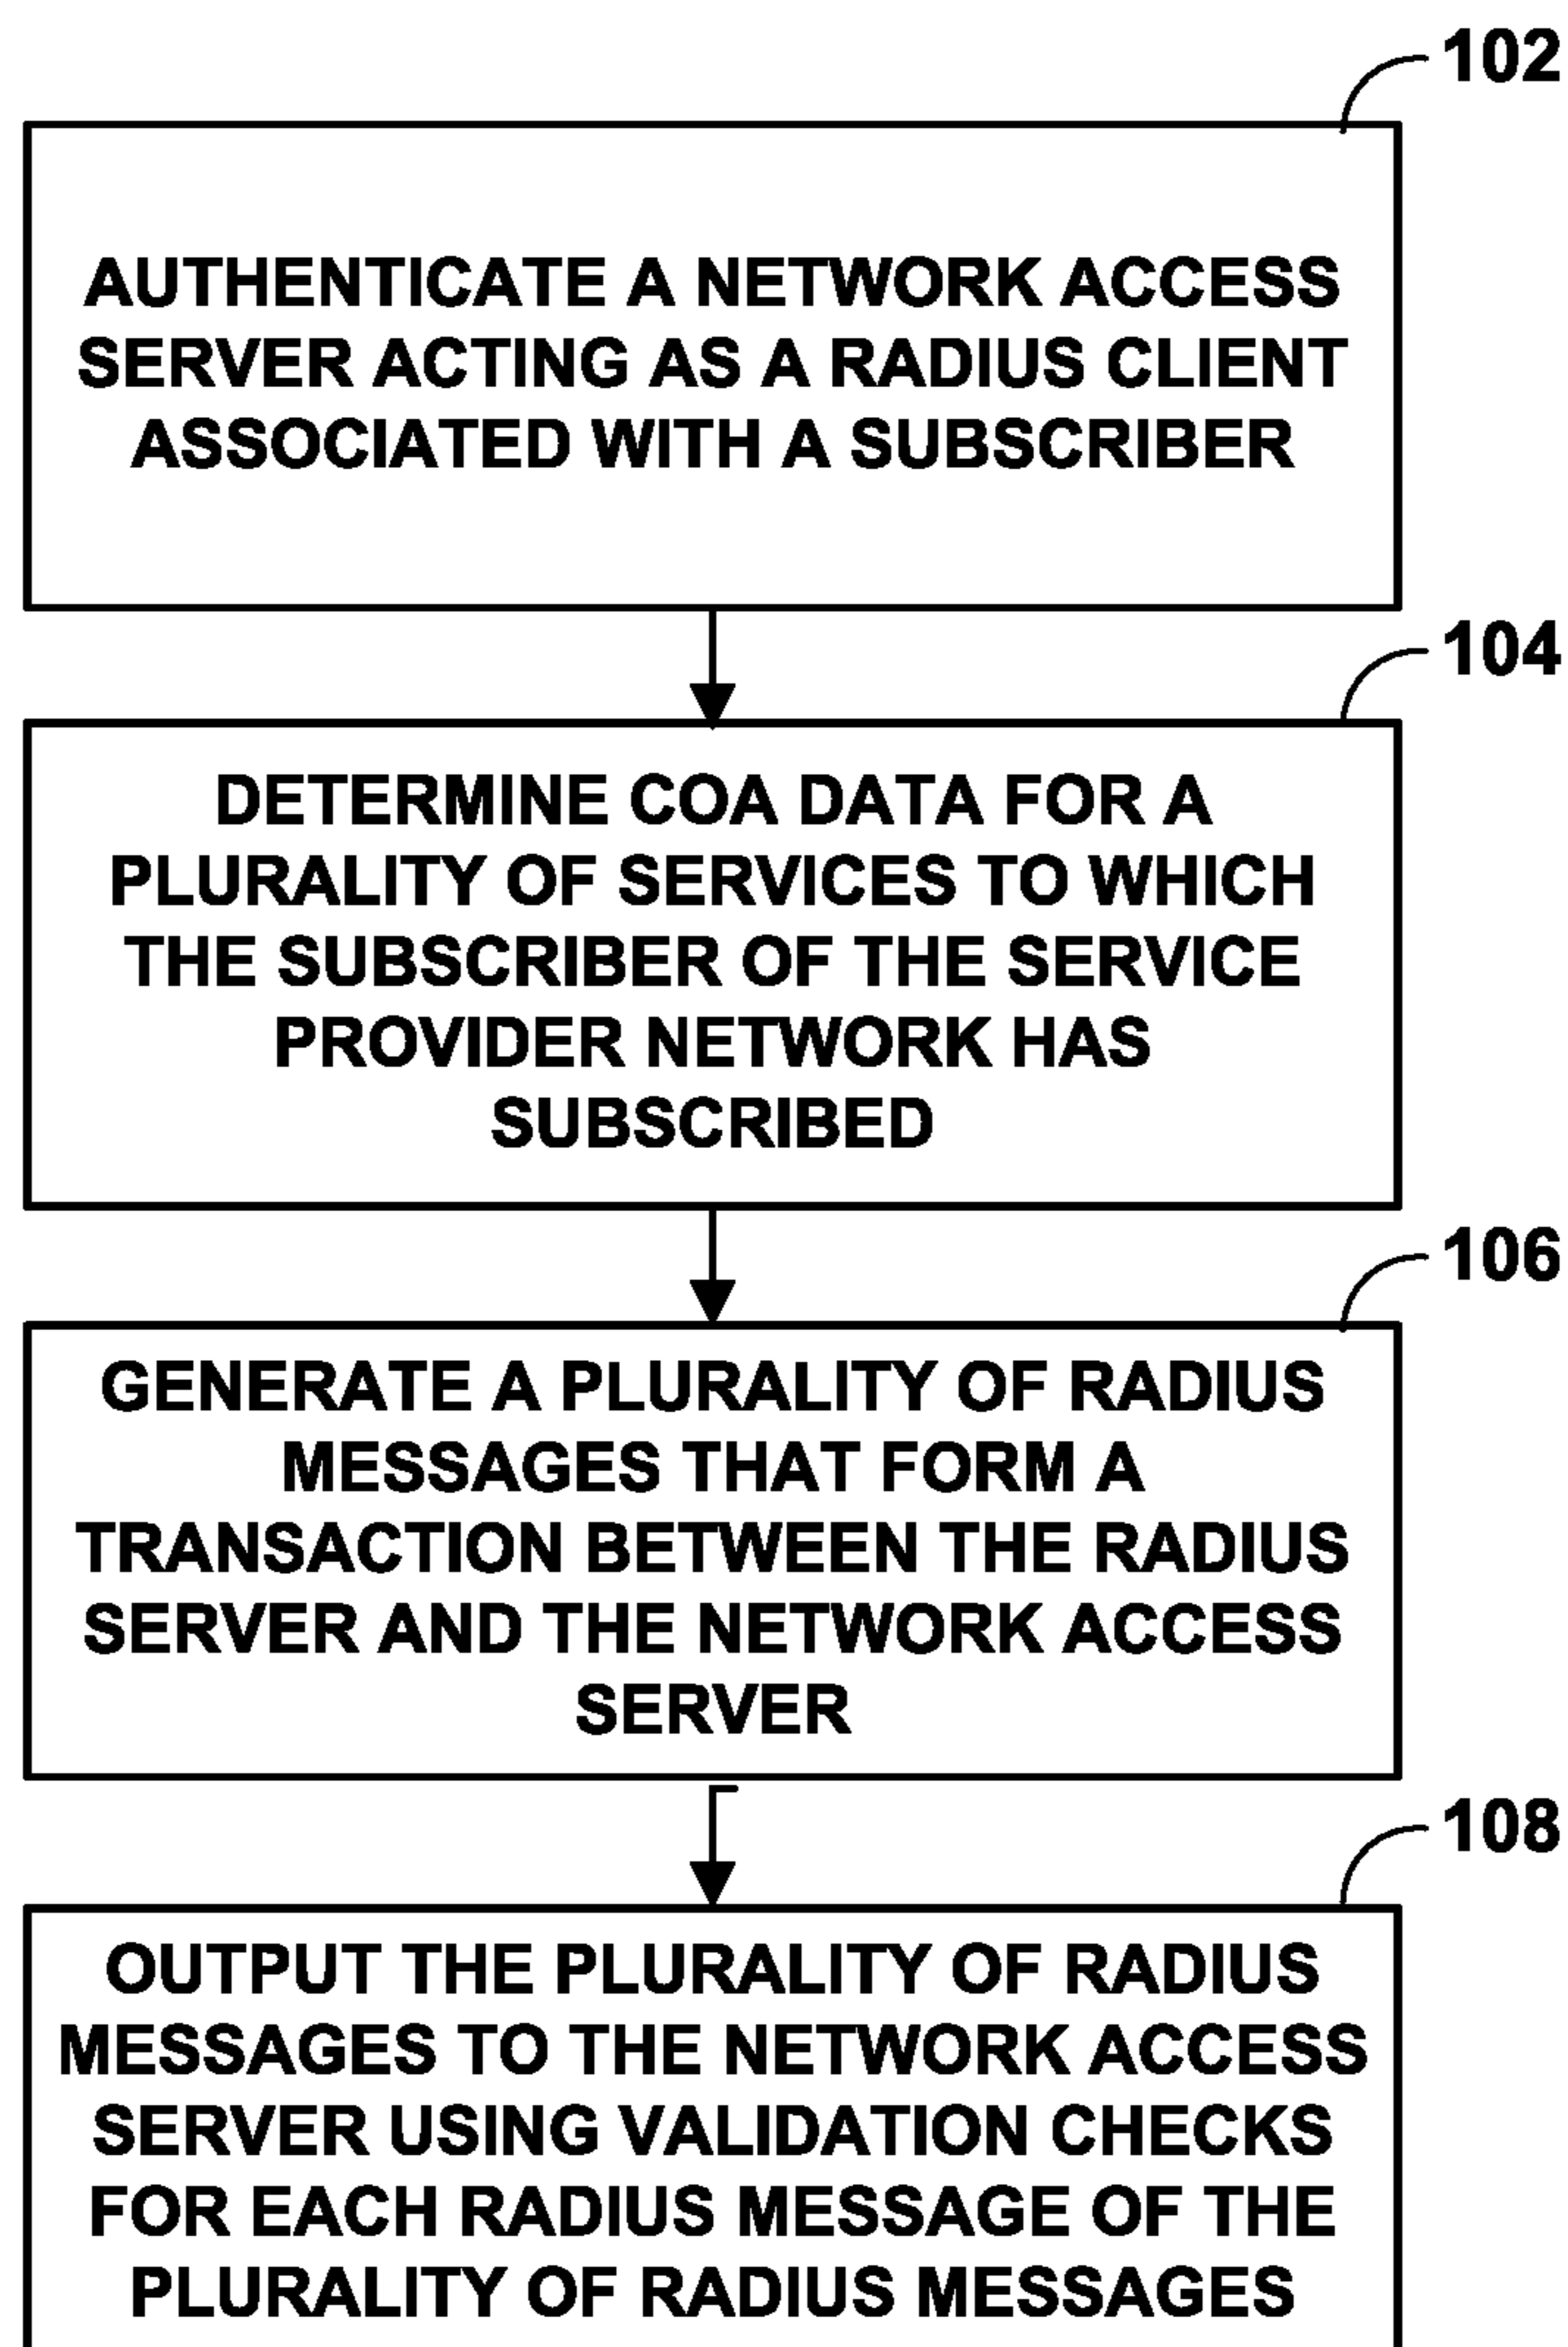 102
AUTHENTICATE A NETWORK ACCESS
SERVER ACTING AS A RADIUS CLIENT
ASSOCIATED WITH A SUBSCRIBER
104
DETERMINE COA DATA FOR A
PLURALITY OF SERVICES TO WHICH
THE SUBSCRIBER OF THE SERVICE
PROVIDER NETWORK HAS
SUBSCRIBED
106
GENERATE A PLURALITY OF RADIUS
MESSAGES THAT FORM A
TRANSACTION BETWEEN THE RADIUS
SERVER AND THE NETWORK ACCESS
SERVER
108
OUTPUT THE PLURALITY OF RADIUS
MESSAGES TO THE NETWORK ACCESS
SERVER USING VALIDATION CHECKS
FOR EACH RADIUS MESSAGE OF THE
PLURALITY OF RADIUS MESSAGES